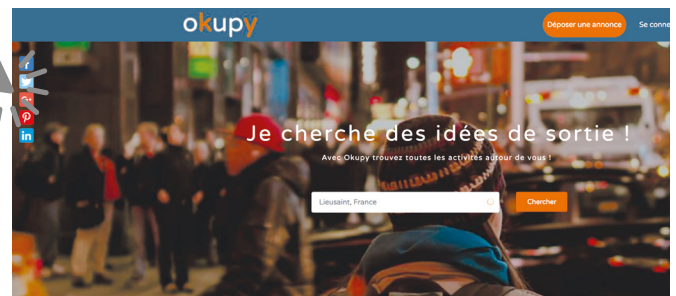 okupy
Déposer une annonce
Se conne
Je cherche des idées de sortie !
Avec Okupy trouvez toutes les activités autour de vous !
Lieusaint, France
Chercher